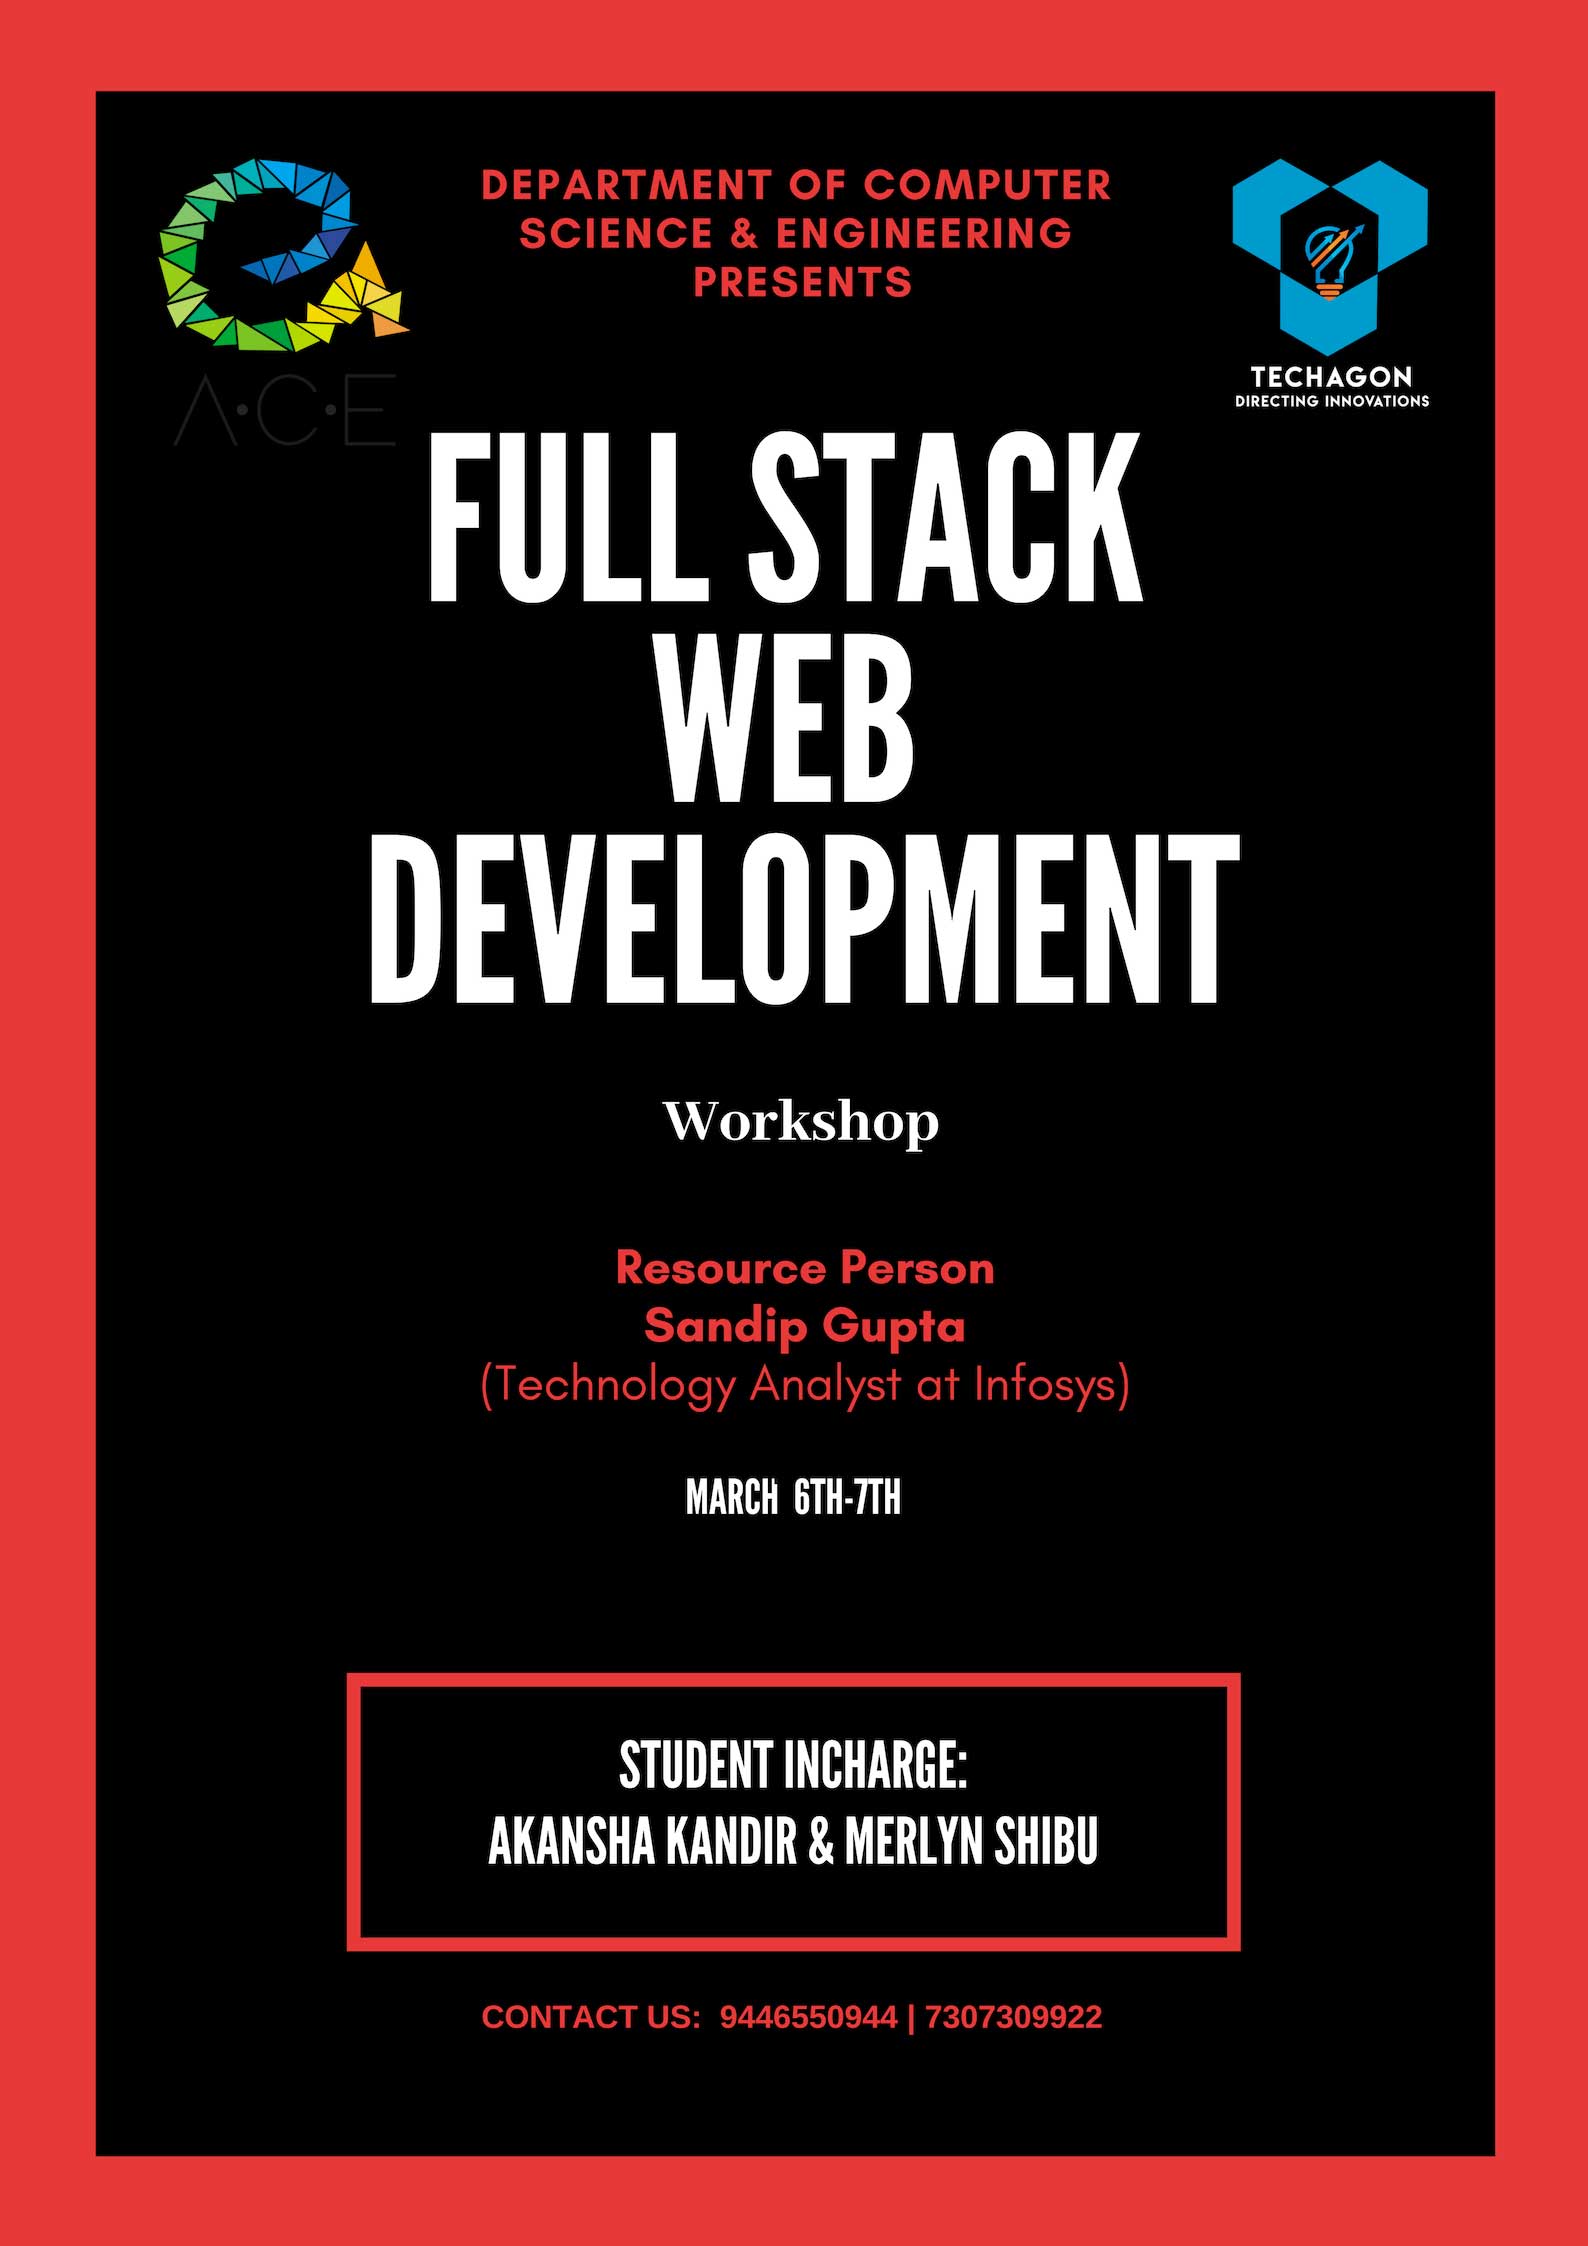 DEPARTMENT OF COMPUTER
SCIENCE & ENGINEERING
PRESENTS
A.C.E
TECHAGON
DIRECTING INNOVATIONS
FULL STACK
WEB
DEVELOPMENT
Workshop
Resource Person
Sandip Gupta
(Technology Analyst at Infosys)
MARCH 6TH-7TH
STUDENT INCHARGE:
AKANSHA KANDIR & MERLYN SHIBU
CONTACT US: 9446550944 | 7307309922